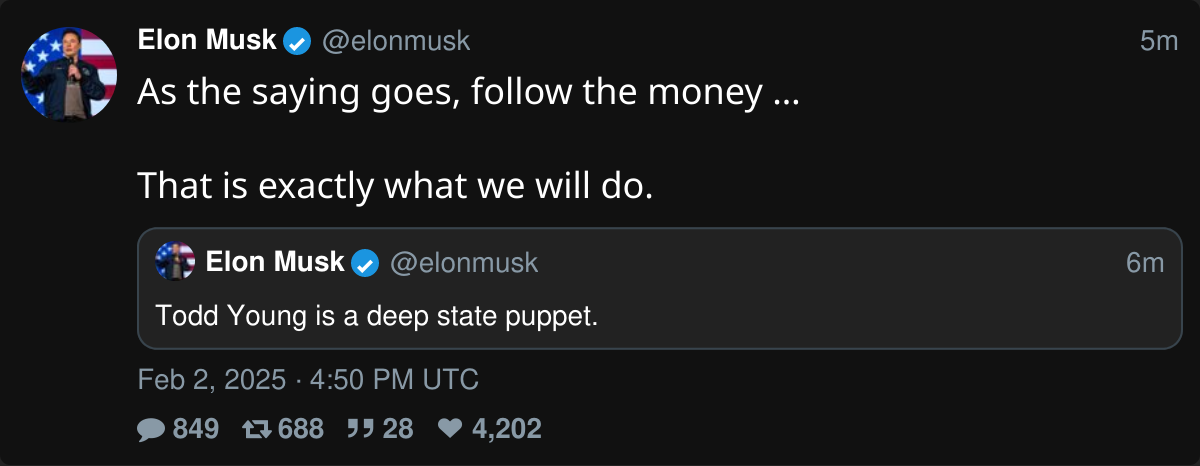 Elon Musk @elonmusk 5m
As the saying goes, follow the money ...
That is exactly what we will do.
Elon Musk @elonmusk 6m
Todd Young is a deep state puppet.
Feb 2, 2025 · 4:50 PM UTC
849 688 28 4,202